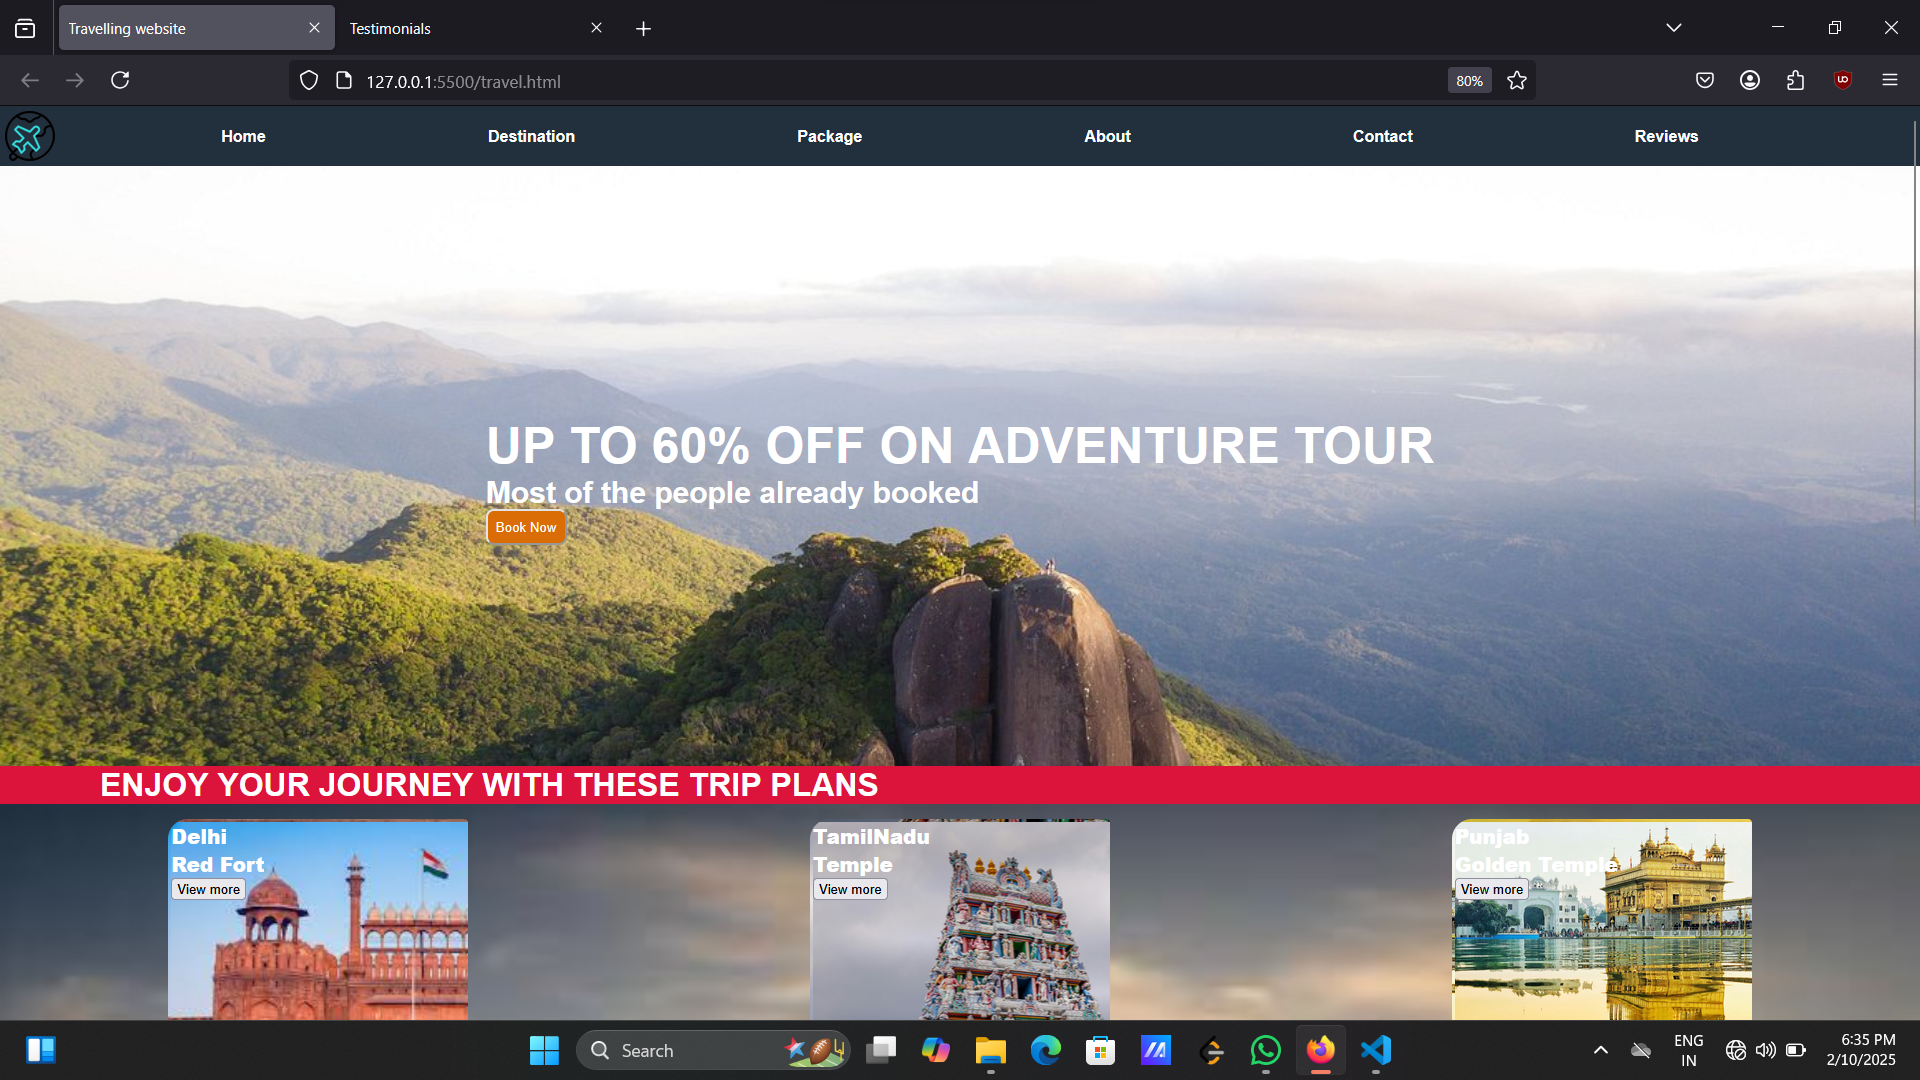 Travelling website
Testimonials
127.0.0.1:5500/travel.html
80%
Home
Destination
Package
About
Contact
Reviews
UP TO 60% OFF ON ADVENTURE TOUR
Most of the people already booked
Book Now
ENJOY YOUR JOURNEY WITH THESE TRIP PLANS
Delhi
Red Fort
View more
TamilNadu
Temple
View more
Punjab
Golden Temple
View more
Search
ENG
IN
6:35 PM
2/10/2025